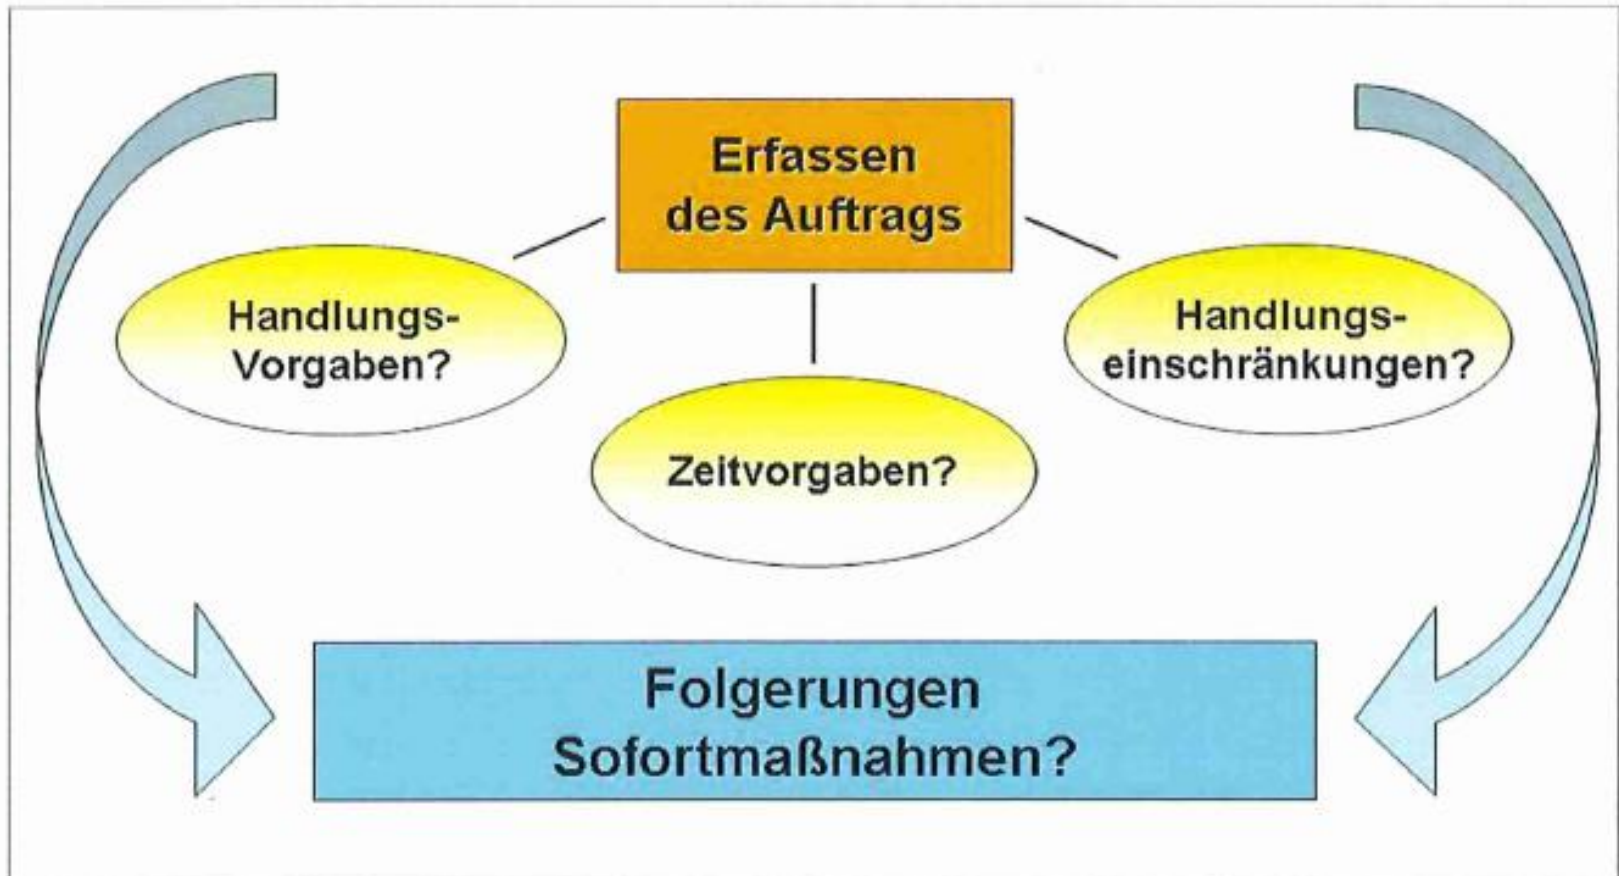 Erfassen
des Auftrags
Handlungs-
Vorgaben?
Handlungs-
einschränkungen?
Zeitvorgaben?
Folgerungen
Sofortmaßnahmen?